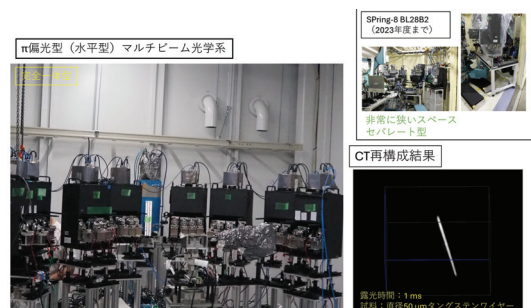 π偏光型(水平型)マルチビーム光学系
SPring-8 BL28B2
(2023年度まで)
非常に狭いスペース
セパレート型
CT再構成結果
露光時間:1 ms
試料:直径50 umタングステンワイヤー